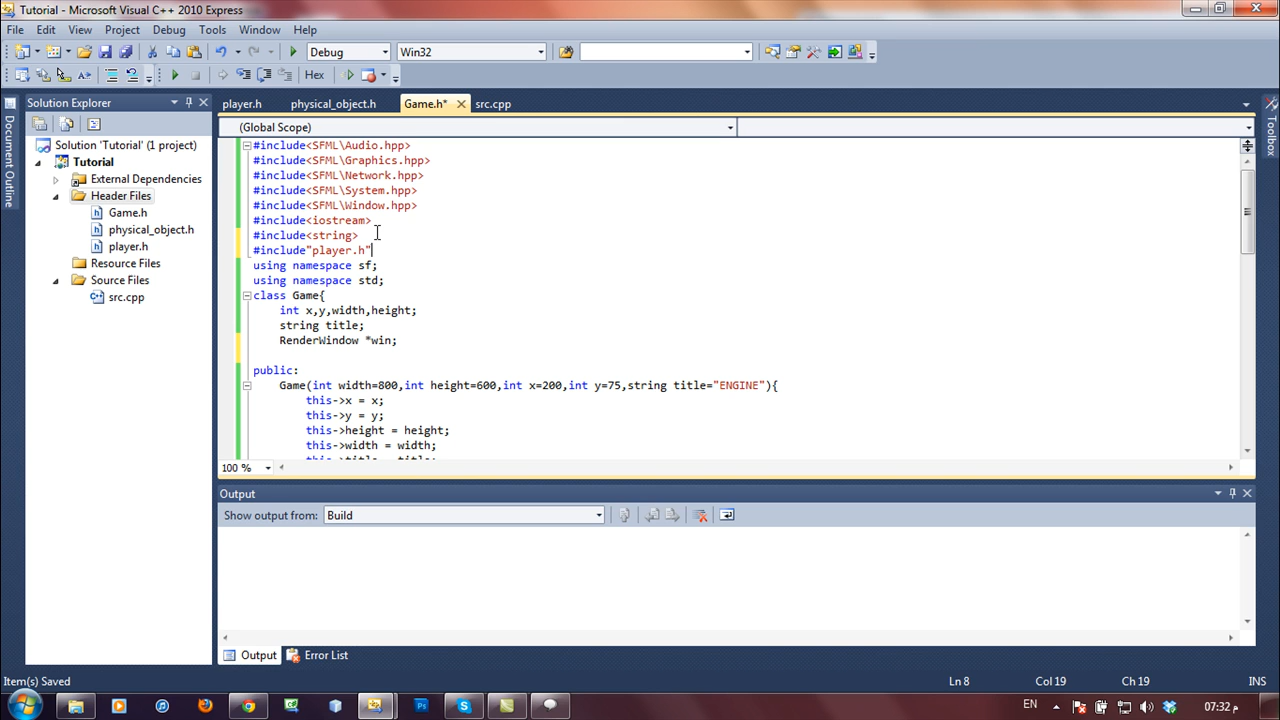 Tutorial - Microsoft Visual C++ 2010 Express
File Edit View Project Debug Tools Window Help
Debug Win32
Hex
Solution Explorer
player.h physical_object.h Game.h* src.cpp
(Global Scope)
Document Outline
Toolbox
Solution 'Tutorial' (1 project)
Tutorial
External Dependencies
Header Files
Game.h
physical_object.h
player.h
Resource Files
Source Files
src.cpp
#include<SFML\Audio.hpp>
#include<SFML\Graphics.hpp>
#include<SFML\Network.hpp>
#include<SFML\System.hpp>
#include<SFML\Window.hpp>
#include<iostream>
#include<string>
#include"player.h"
using namespace sf;
using namespace std;
class Game{
int x,y,width,height;
string title;
RenderWindow *win;
public:
Game(int width=800,int height=600,int x=200,int y=75,string title="ENGINE"){
this->x = x;
this->y = y;
this->height = height;
this->width = width;
100 %
Output
Show output from: Build
Output Error List
Item(s) Saved Ln 8 Col 19 Ch 19 INS
Ps EN 07:32 م